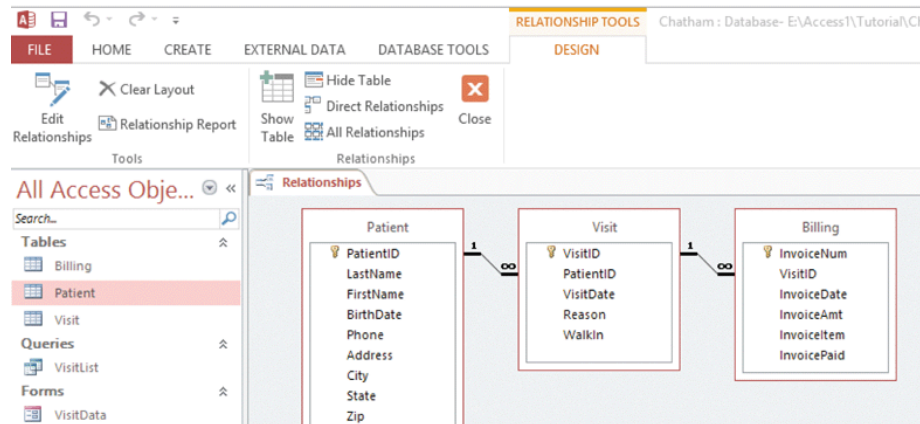 RELATIONSHIP TOOLS Chatham : Database- E:\Access1\Tutorial\Cl
FILE HOME CREATE EXTERNAL DATA DATABASE TOOLS DESIGN
Edit Relationships
Clear Layout
Relationship Report
Tools
Show Table
Hide Table
Direct Relationships
All Relationships
Close
Relationships
All Access Obje...
Search...
Tables
Billing
Patient
Visit
Queries
VisitList
Forms
VisitData
Relationships
Patient
PatientID
LastName
FirstName
BirthDate
Phone
Address
City
State
Zip
1
∞
Visit
VisitID
PatientID
VisitDate
Reason
WalkIn
1
∞
Billing
InvoiceNum
VisitID
InvoiceDate
InvoiceAmt
InvoiceItem
InvoicePaid